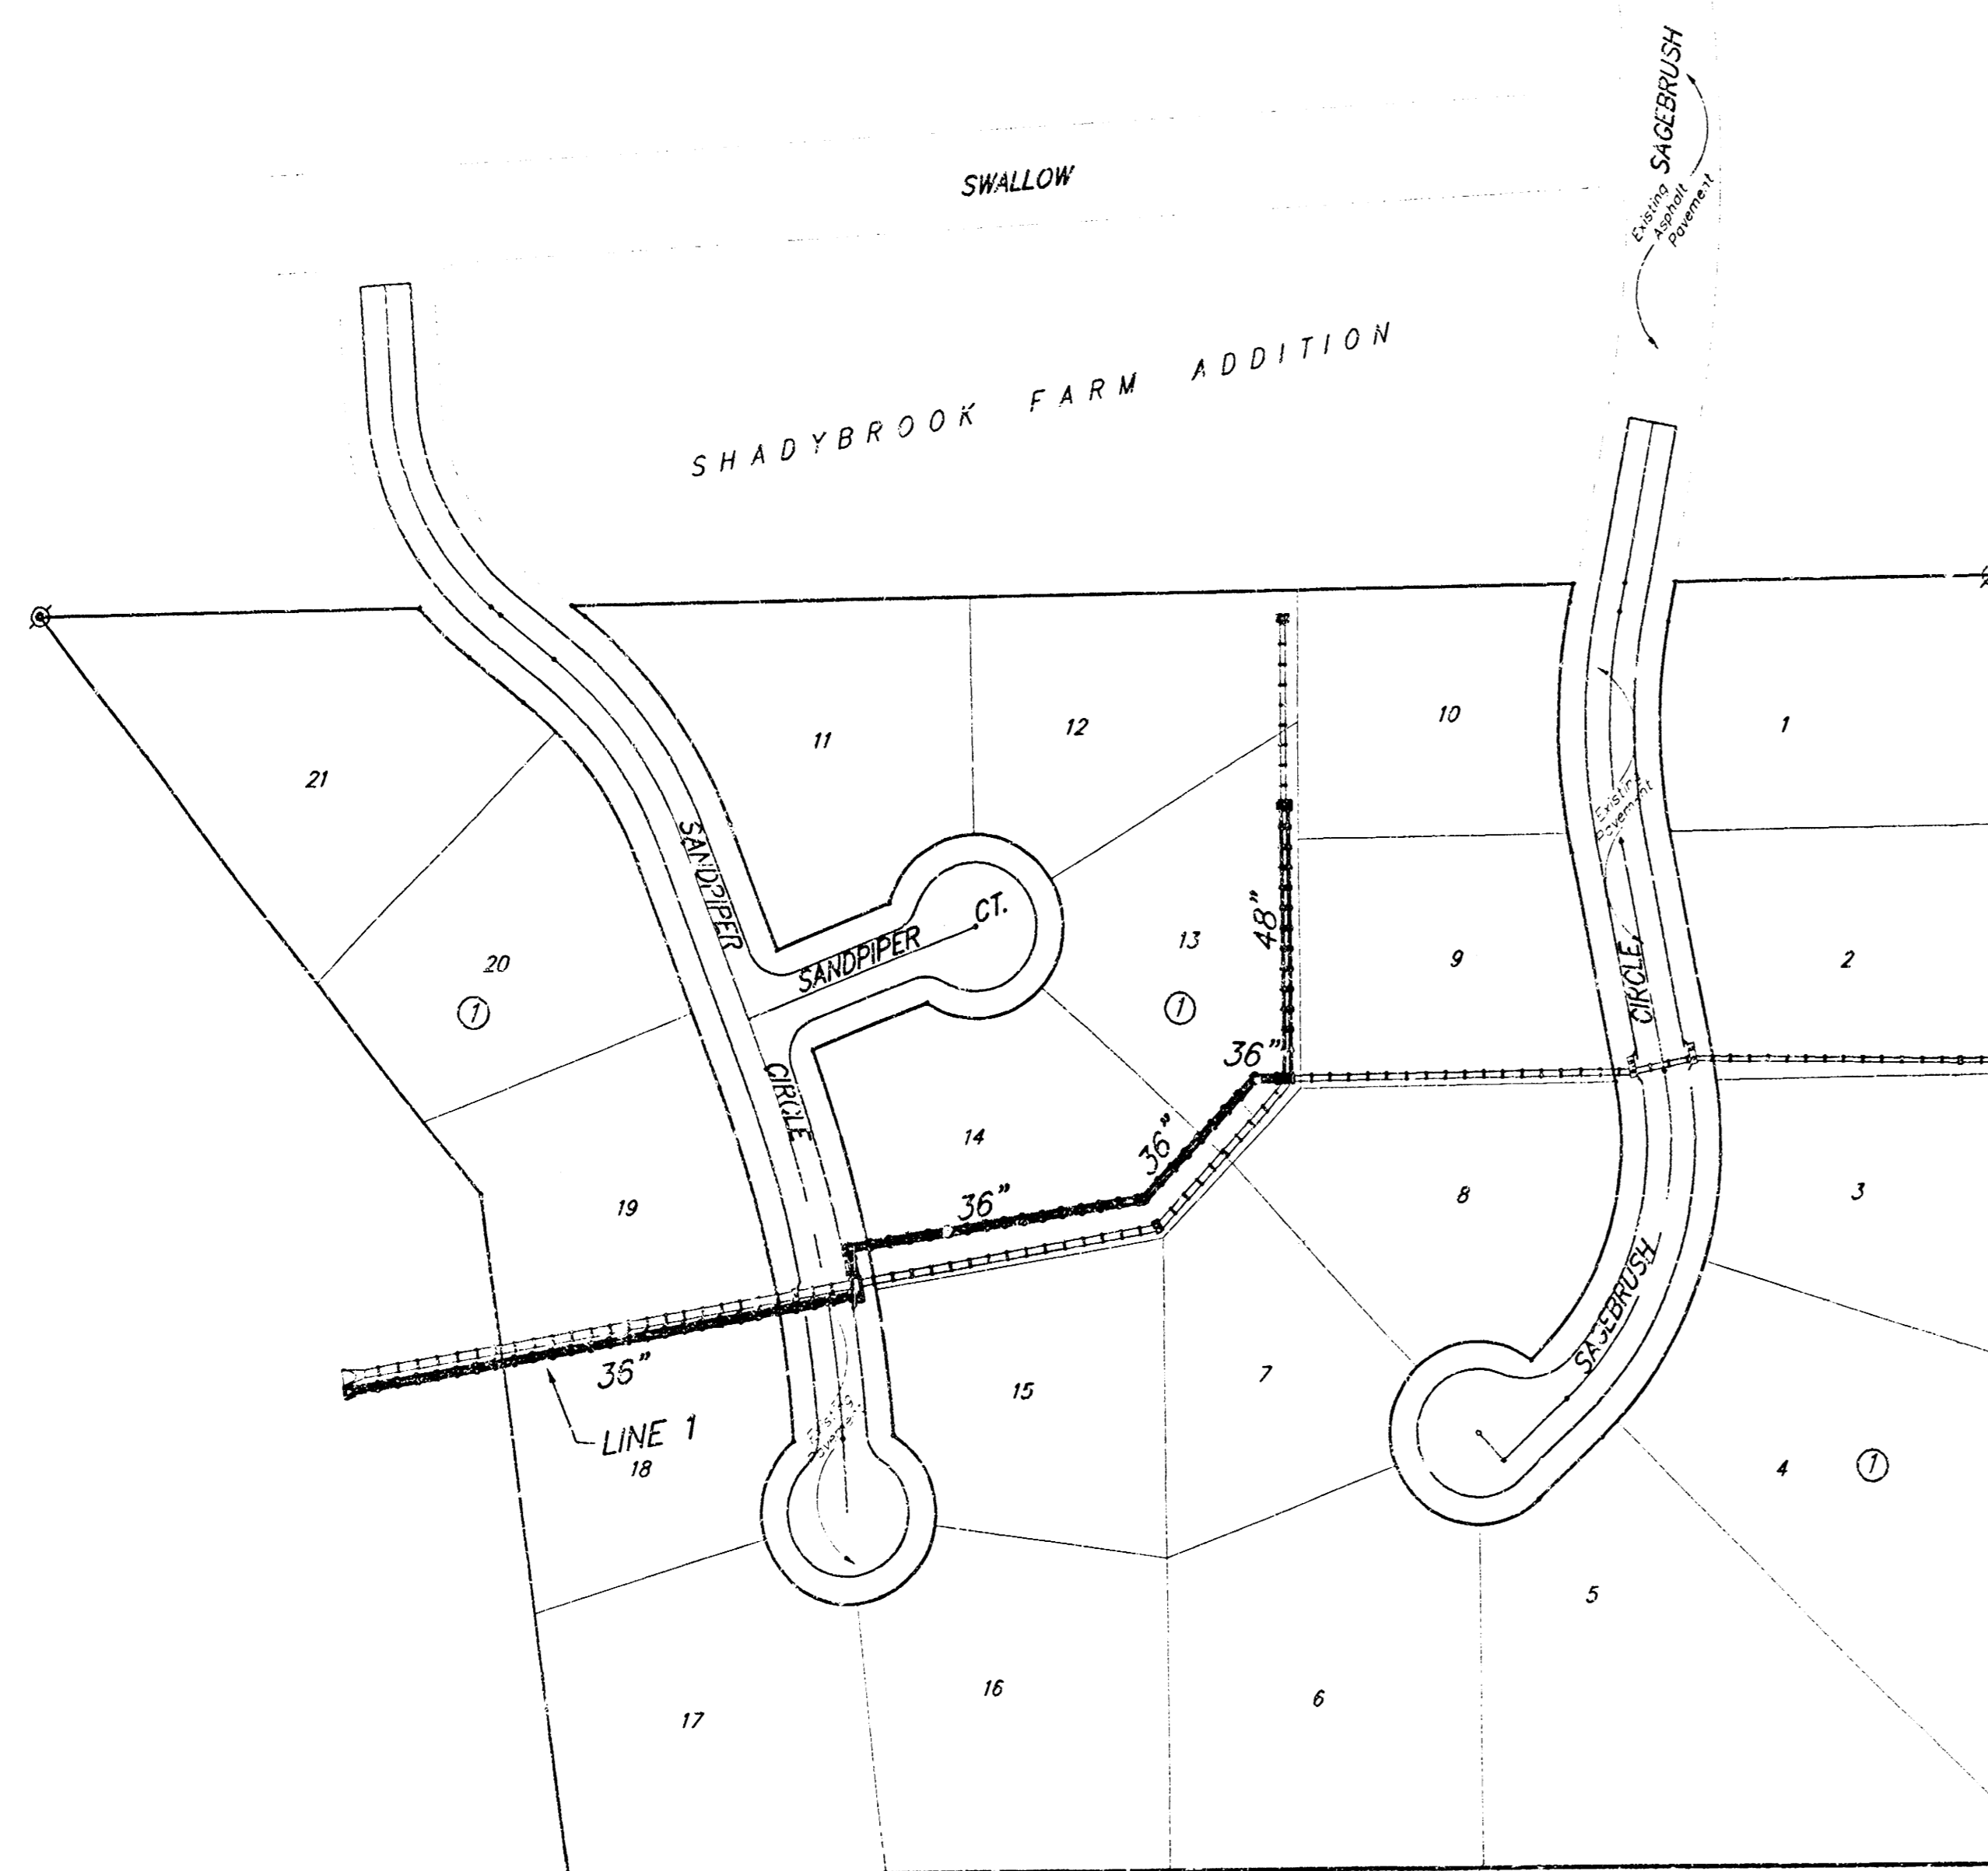 SAGEBRUSH
Existing
Asphalt
Pavement
SWALLOW
SHADYBROOK FARM ADDITION
11
12
10
1
21
Existing
Pavement
SANDPIPER
CT.
SANDPIPER
48"
13
9
2
20
1
1
CIRCLE
36"
CIRCLE
14
36"
36"
8
3
19
SAGEBRUSH
36"
15
7
LINE 1
18
4
1
5
16
6
17